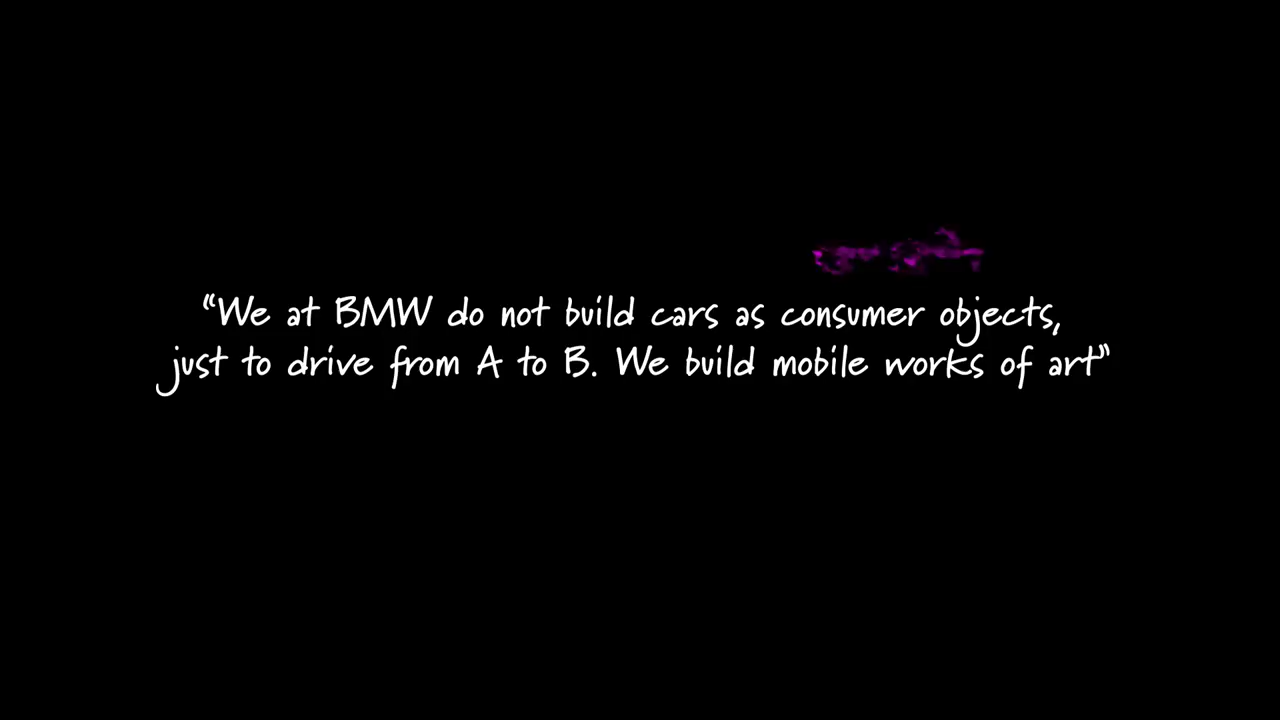 “We at BMW do not build cars as consumer objects,
just to drive from A to B. We build mobile works of art”